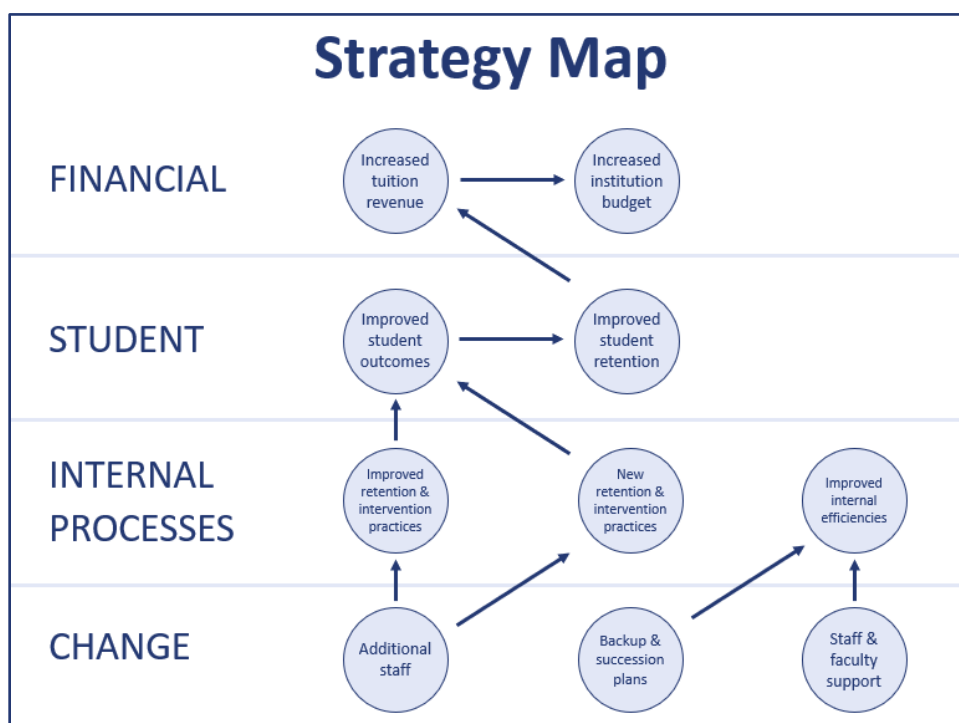 Strategy Map
FINANCIAL
Increased
tuition
revenue
Increased
institution
budget
STUDENT
Improved
student
outcomes
Improved
student
retention
INTERNAL
PROCESSES
Improved
retention &
intervention
practices
New
retention &
intervention
practices
Improved
internal
efficiencies
CHANGE
Additional
staff
Backup &
succession
plans
Staff &
faculty
support